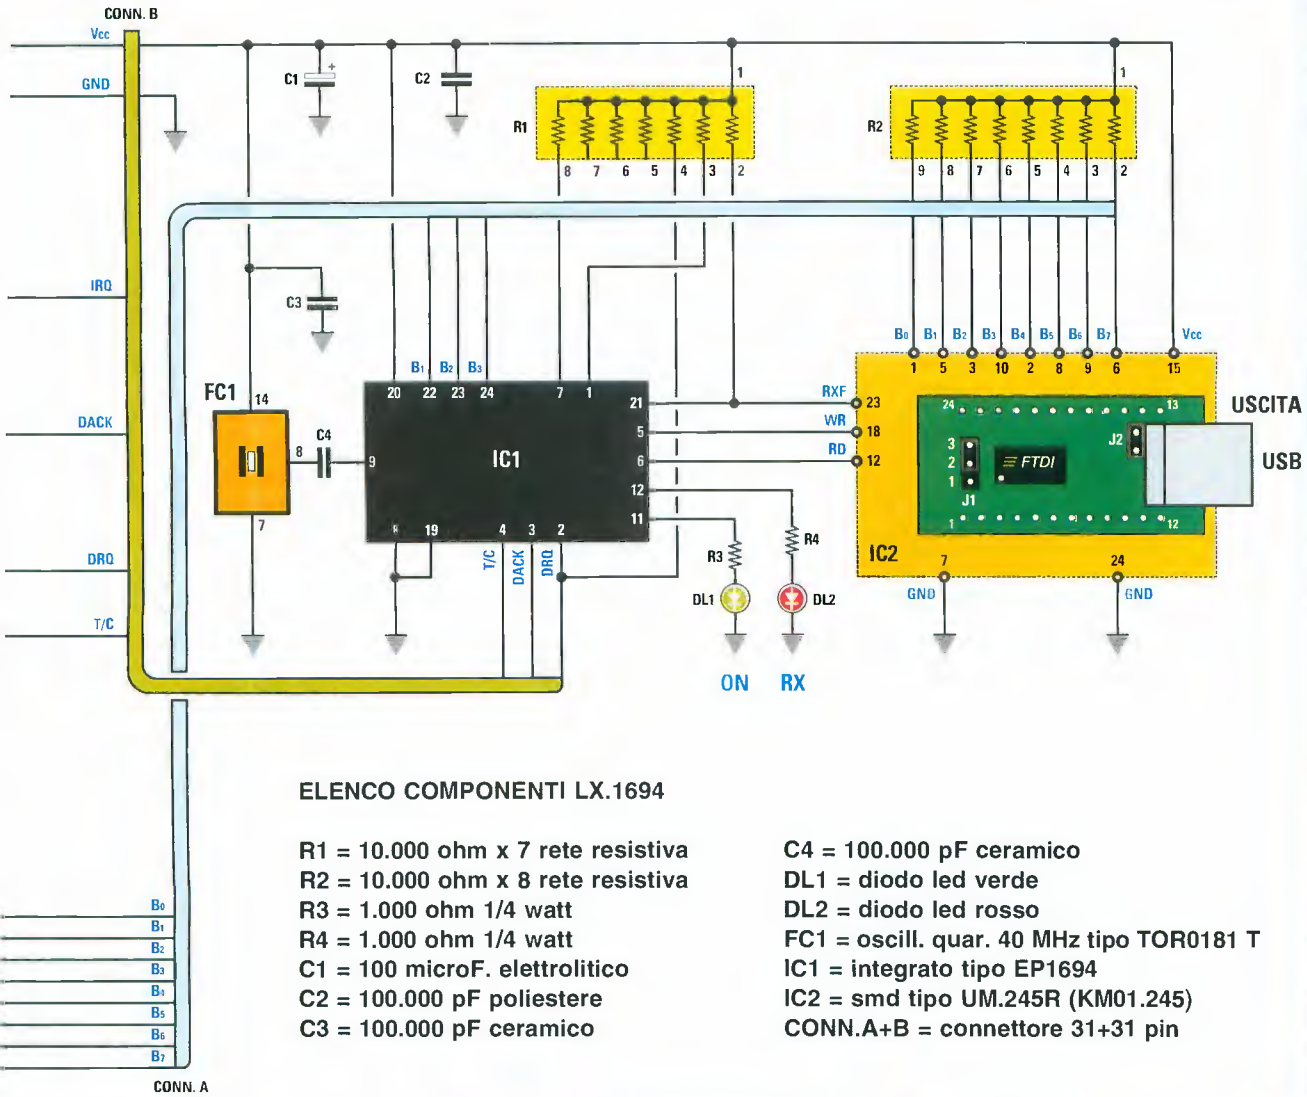 CONN. B
Vcc
GND
C1
+
C2
R1
1
8 7 6 5 4 3 2
R2
1
9 8 7 6 5 4 3 2
IRQ
C3
B1 B2 B3
B0 B1 B2 B3 B4 B5 B6 B7 Vcc
1 5 3 10 2 8 9 6 15
FC1
14
20 22 23 24 7 1
21
RXF
23
24
13
USCITA
DACK
5
WR
18
J2
8
C4
9
IC1
6
RD
12
3
2
1
FTDI
USB
J1
12
7
8 19 4 3 2
11
1
12
DRQ
T/C
DACK
DRQ
R3
R4
IC2
7
24
GND
GND
DL1
DL2
T/C
ON
RX
ELENCO COMPONENTI LX.1694
R1 = 10.000 ohm x 7 rete resistiva
R2 = 10.000 ohm x 8 rete resistiva
R3 = 1.000 ohm 1/4 watt
R4 = 1.000 ohm 1/4 watt
C1 = 100 microF. elettrolitico
C2 = 100.000 pF poliestere
C3 = 100.000 pF ceramico
C4 = 100.000 pF ceramico
DL1 = diodo led verde
DL2 = diodo led rosso
FC1 = oscill. quar. 40 MHz tipo TOR0181 T
IC1 = integrato tipo EP1694
IC2 = smd tipo UM.245R (KM01.245)
CONN.A+B = connettore 31+31 pin
B0
B1
B2
B3
B4
B5
B6
B7
CONN. A